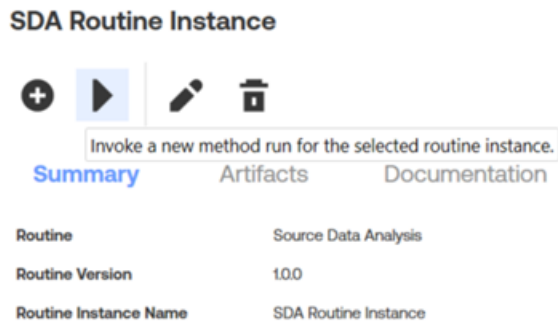 SDA Routine Instance
Invoke a new method run for the selected routine instance.
Summary Artifacts Documentation
Routine Source Data Analysis
Routine Version 1.0.0
Routine Instance Name SDA Routine Instance